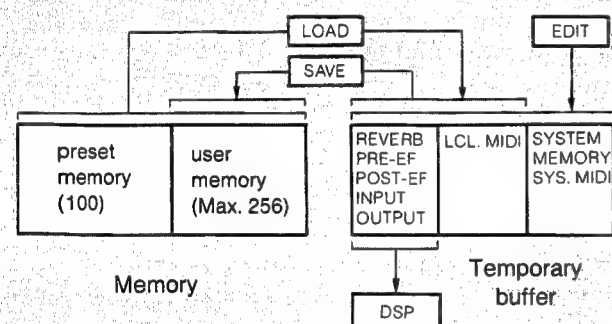 LOAD
EDIT
SAVE
preset
memory
(100)
user
memory
(Max. 256)
REVERB
PRE-EF
POST-EF
INPUT
OUTPUT
LCL. MIDI
SYSTEM
MEMORY
SYS. MIDI
Memory
Temporary
buffer
DSP